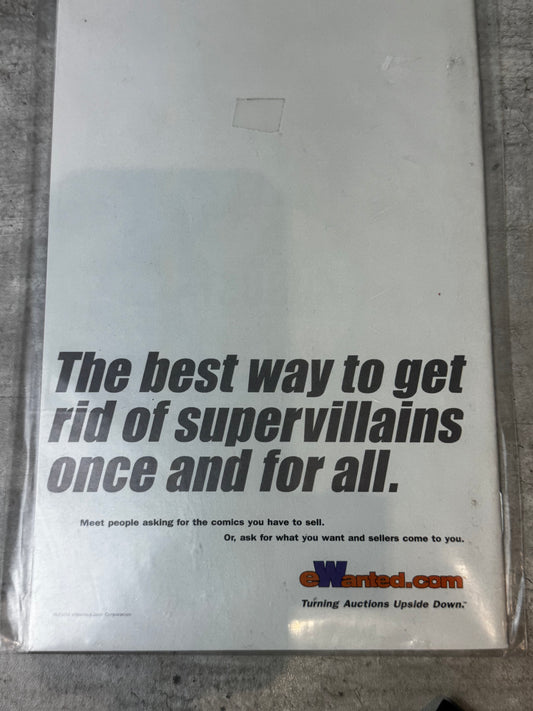 The best way to get
rid of supervillains
once and for all.
Meet people asking for the comics you have to sell.
Or, ask for what you want and sellers come to you.
eWanted.com
Turning Auctions Upside Down.™
Corporation